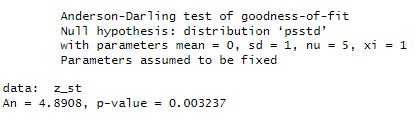 Anderson-Darling test of goodness-of-fit
Null hypothesis: distribution ‘psstd’
with parameters mean = 0, sd = 1, nu = 5, xi = 1
Parameters assumed to be fixed
data:  z_st
An = 4.8908, p-value = 0.003237